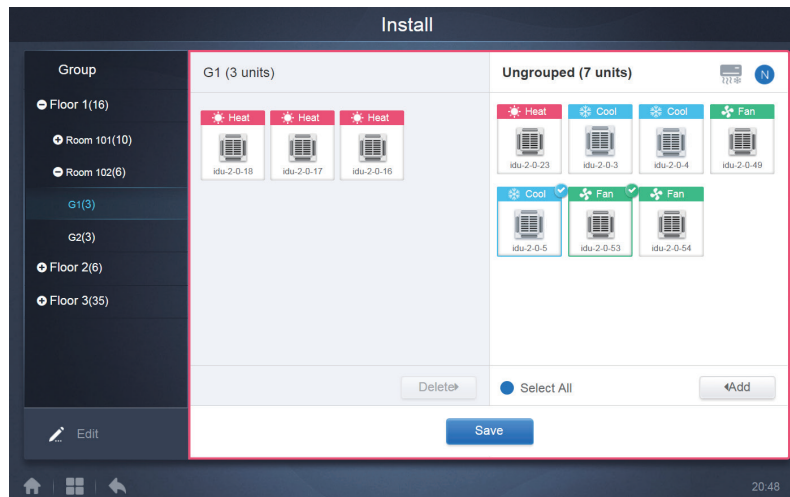 Install
Group
Floor 1(16)
Room 101(10)
Room 102(6)
G1(3)
G2(3)
Floor 2(6)
Floor 3(35)
Edit
G1 (3 units)
Heat Heat Heat
idu-2-0-18 idu-2-0-17 idu-2-0-16
Delete
Ungrouped (7 units) N
Heat Cool Cool Fan
idu-2-0-23 idu-2-0-3 idu-2-0-4 idu-2-0-49
Cool Fan Fan
idu-2-0-5 idu-2-0-53 idu-2-0-54
Select All Add
Save
20:48